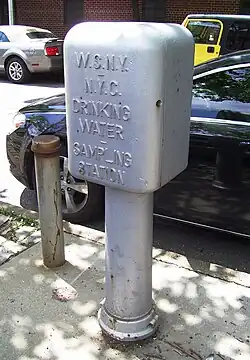 W.S.N.Y.
-
N.Y.C.
DRINKING
WATER
-
SAMPLING
STATION